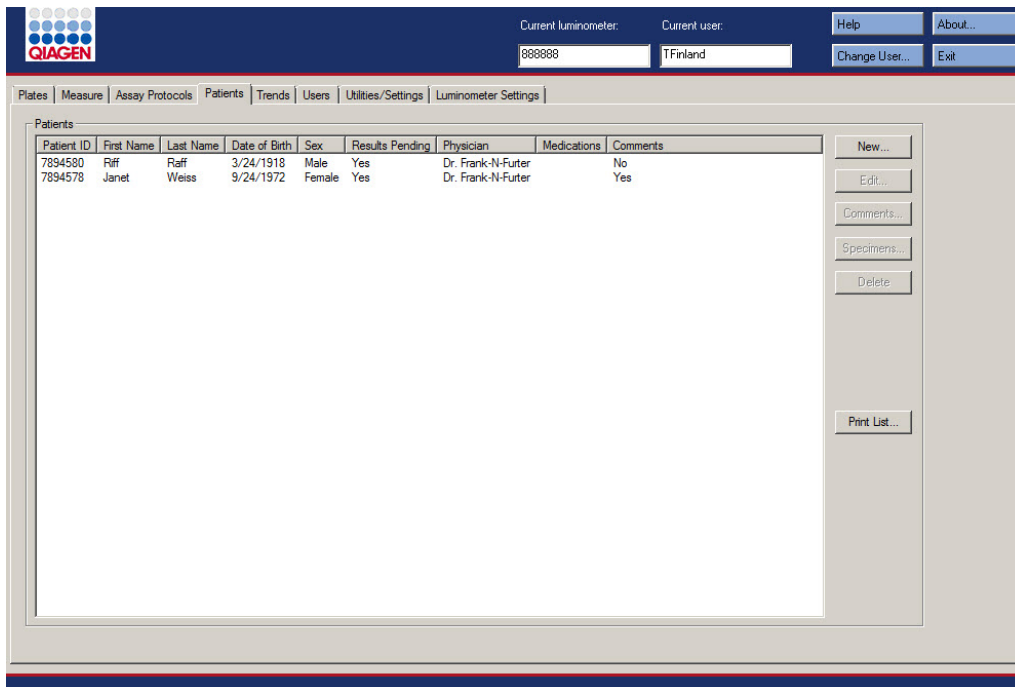 Current luminometer: Current user: Help About...
QIAGEN 888888 TFinland Change User... Exit
Plates Measure Assay Protocols Patients Trends Users Utilities/Settings Luminometer Settings
Patients
Patient ID First Name Last Name Date of Birth Sex Results Pending Physician Medications Comments New...
7894580 Riff Raff 3/24/1918 Male Yes Dr. Frank-N-Furter No
7894578 Janet Weiss 9/24/1972 Female Yes Dr. Frank-N-Furter Yes
Edit...
Comments...
Specimens...
Delete
Print List...